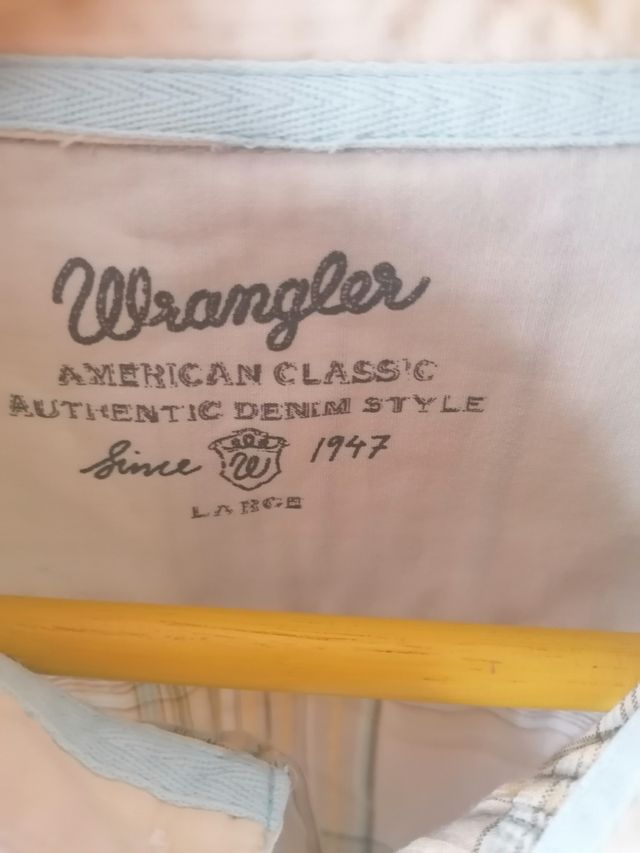 Wrangler
AMERICAN CLASSIC
AUTHENTIC DENIM STYLE
Since W 1947
LARGE